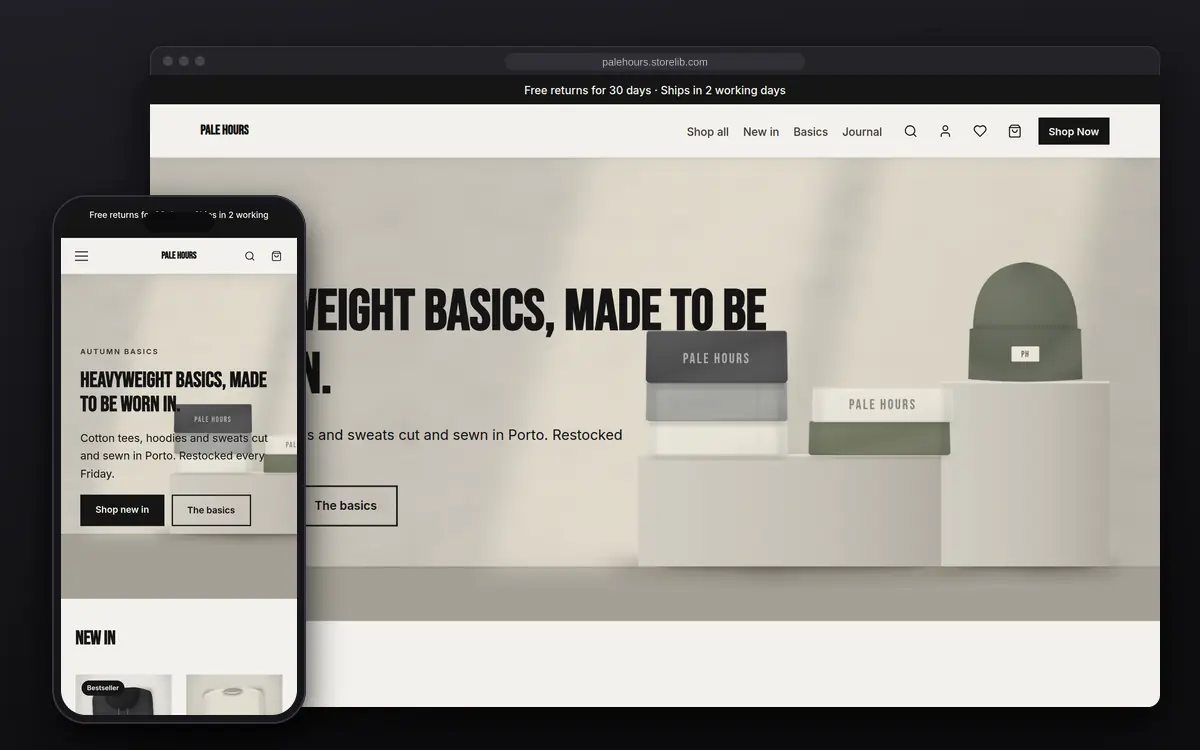 palehours.storelib.com
Free returns for 30 days · Ships in 2 working days
PALE HOURS
Shop all
New in
Basics
Journal
Shop Now
WEIGHT BASICS, MADE TO BE
N.
s and sweats cut and sewn in Porto. Restocked
The basics
PALE HOURS
PALE HOURS
PH
Free returns
in 2 working
PALE HOURS
AUTUMN BASICS
HEAVYWEIGHT BASICS, MADE
TO BE WORN IN.
PALE HOURS
Cotton tees, hoodies and sweats cut
and sewn in Porto. Restocked every
Friday.
Shop new in
The basics
NEW IN
Bestseller